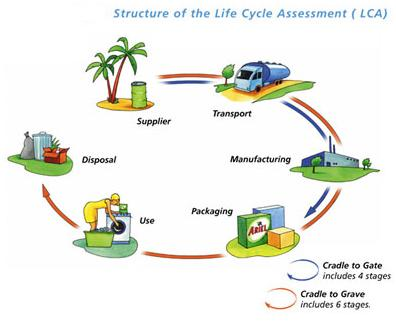 Structure of the Life Cycle Assessment ( LCA)
Supplier
Transport
Disposal
Manufacturing
Use
Packaging
ARIEL
Cradle to Gate
includes 4 stages
Cradle to Grave
includes 6 stages.